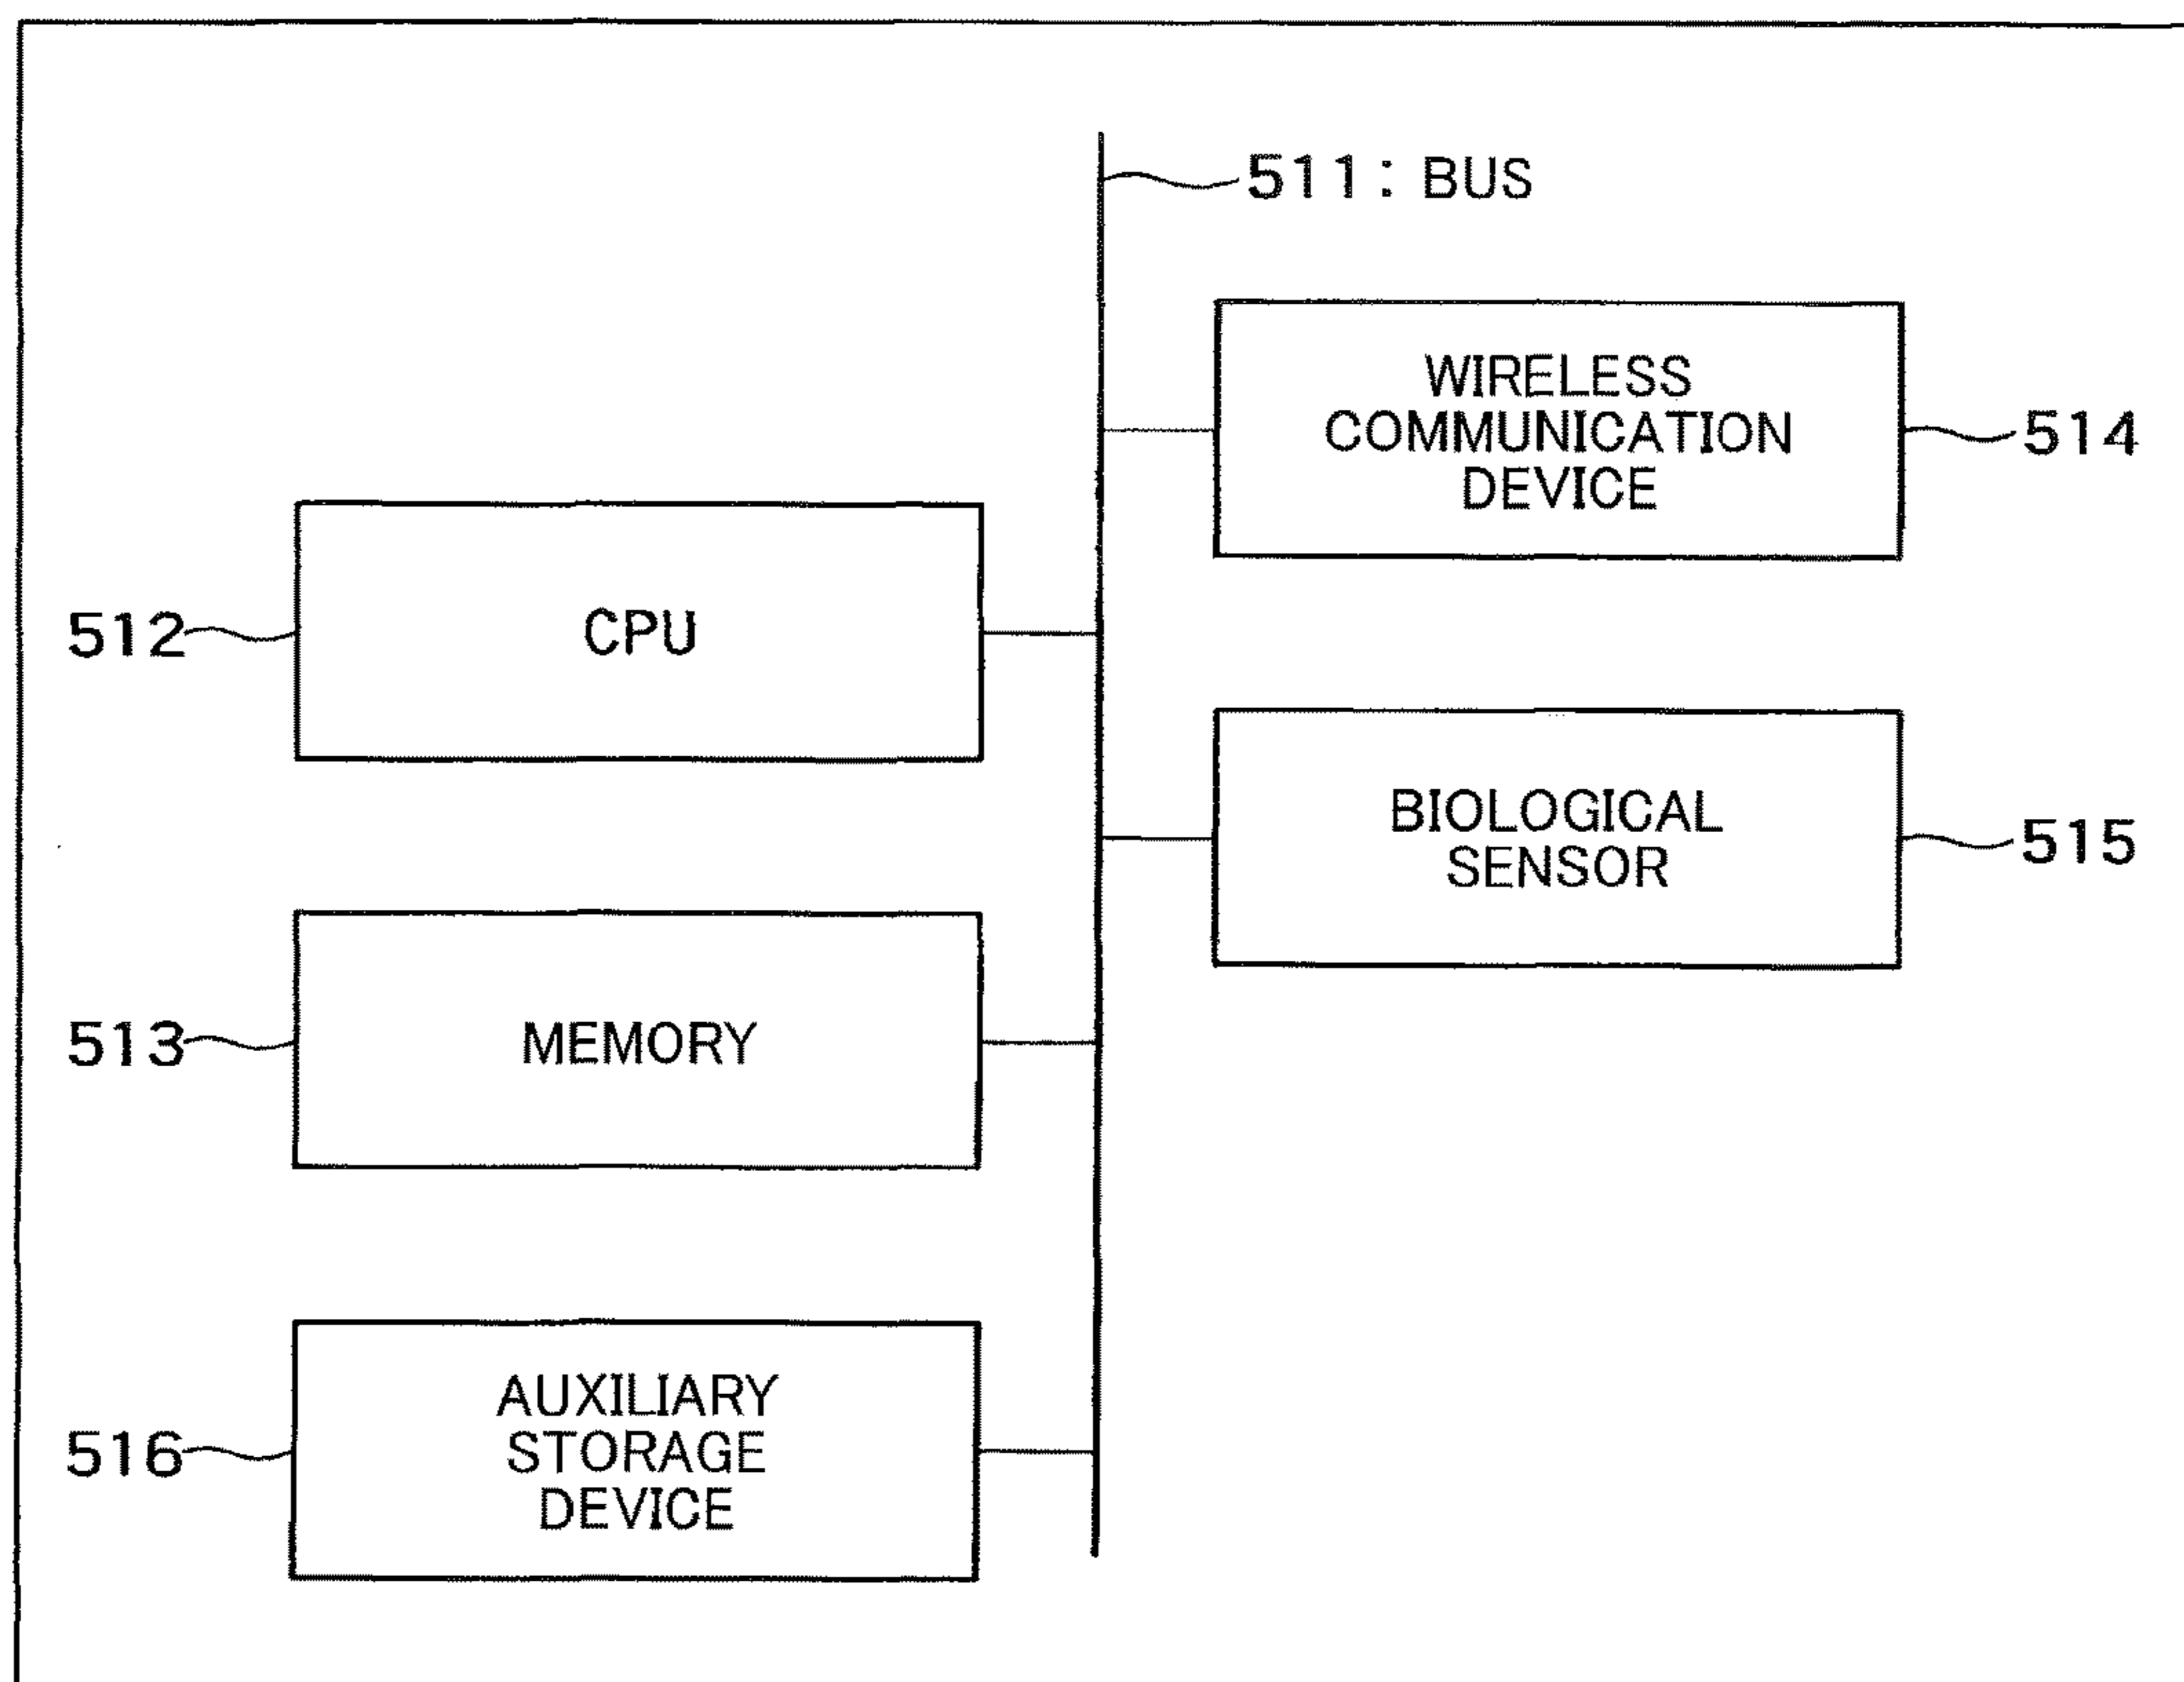 511: BUS
WIRELESS
COMMUNICATION
DEVICE
514
512
CPU
BIOLOGICAL
SENSOR
515
513
MEMORY
516
AUXILIARY
STORAGE
DEVICE